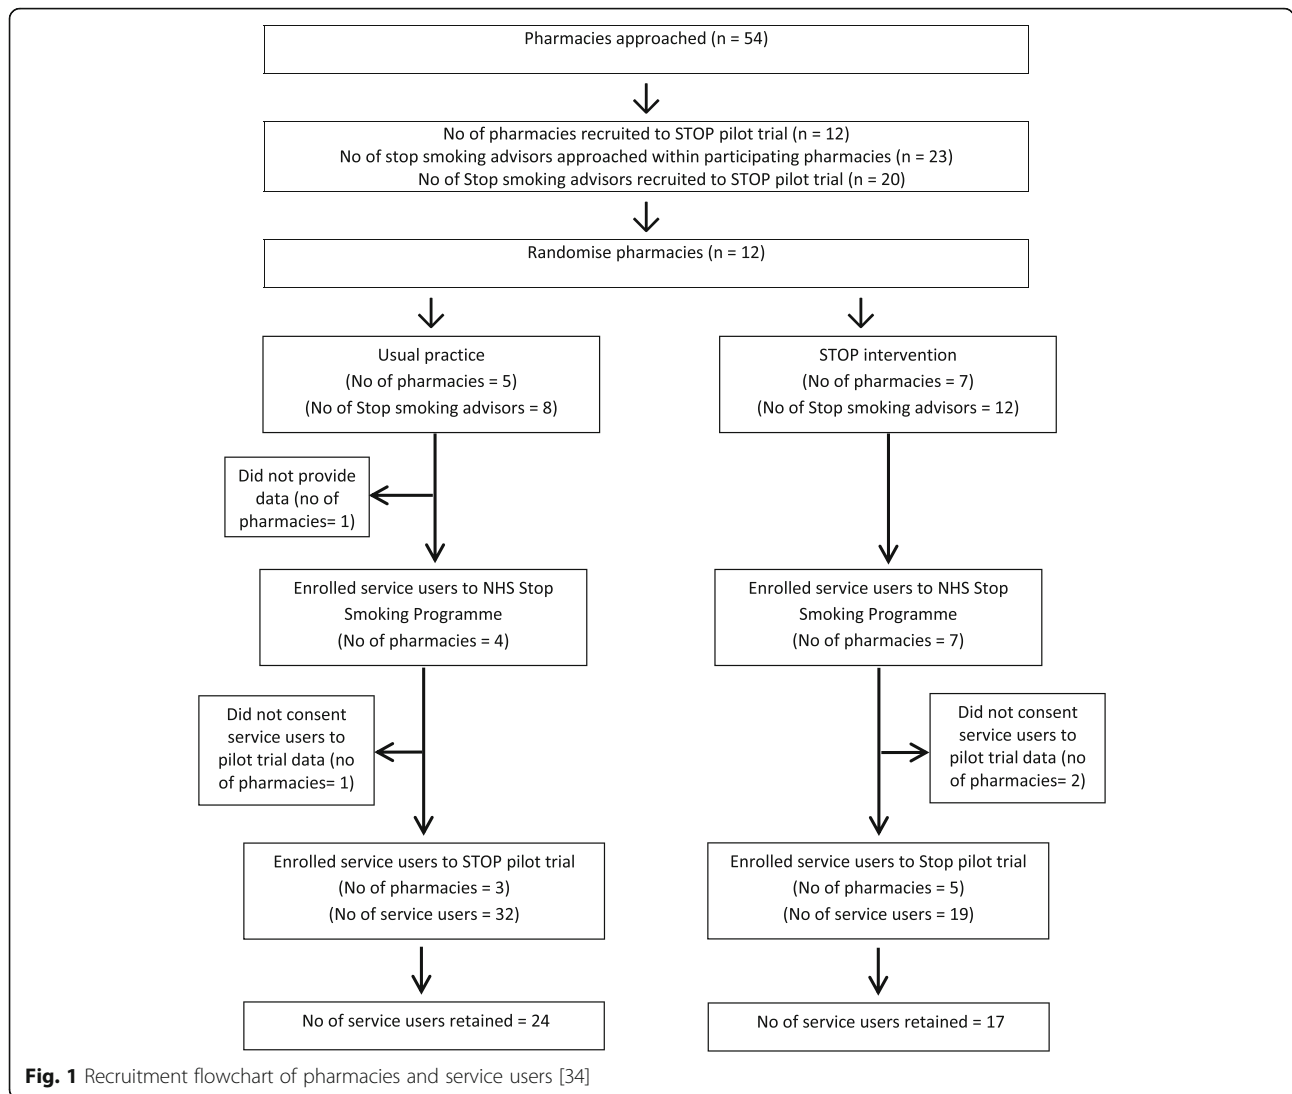 Pharmacies approached (n = 54)
No of pharmacies recruited to STOP pilot trial (n = 12)
No of stop smoking advisors approached within participating pharmacies (n = 23)
No of Stop smoking advisors recruited to STOP pilot trial (n = 20)
Randomise pharmacies (n = 12)
Usual practice
(No of pharmacies = 5)
(No of Stop smoking advisors = 8)
STOP intervention
(No of pharmacies = 7)
(No of Stop smoking advisors = 12)
Did not provide
data (no of
pharmacies= 1)
Enrolled service users to NHS Stop
Smoking Programme
(No of pharmacies = 4)
Enrolled service users to NHS Stop
Smoking Programme
(No of pharmacies = 7)
Did not consent
service users to
pilot trial data (no
of pharmacies= 1)
Did not consent
service users to
pilot trial data (no
of pharmacies= 2)
Enrolled service users to STOP pilot trial
(No of pharmacies = 3)
(No of service users = 32)
Enrolled service users to Stop pilot trial
(No of pharmacies = 5)
(No of service users = 19)
No of service users retained = 24
No of service users retained = 17
Fig. 1 Recruitment flowchart of pharmacies and service users [34]